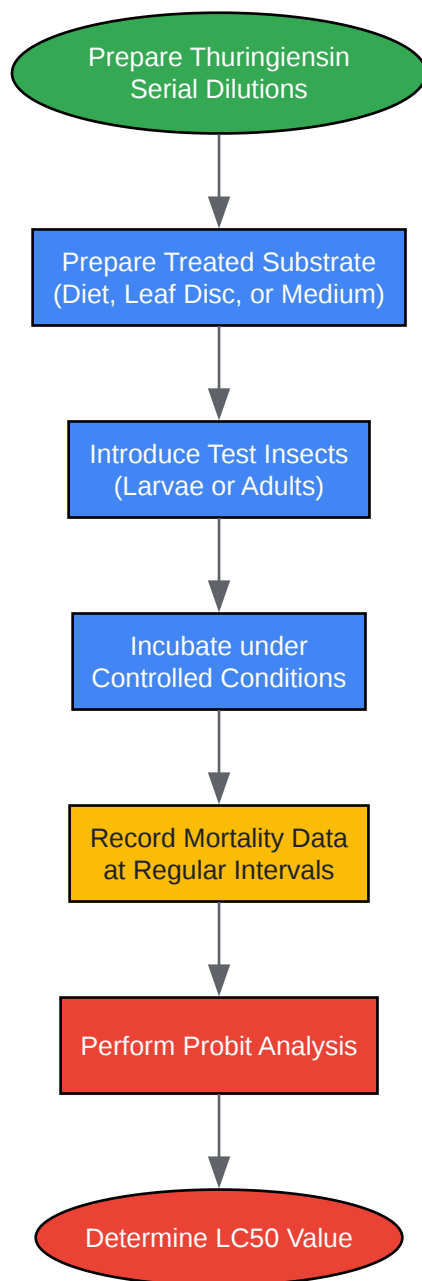 Prepare Thuringiensin
Serial Dilutions
Prepare Treated Substrate
(Diet, Leaf Disc, or Medium)
Introduce Test Insects
(Larvae or Adults)
Incubate under
Controlled Conditions
Record Mortality Data
at Regular Intervals
Perform Probit Analysis
Determine LC50 Value